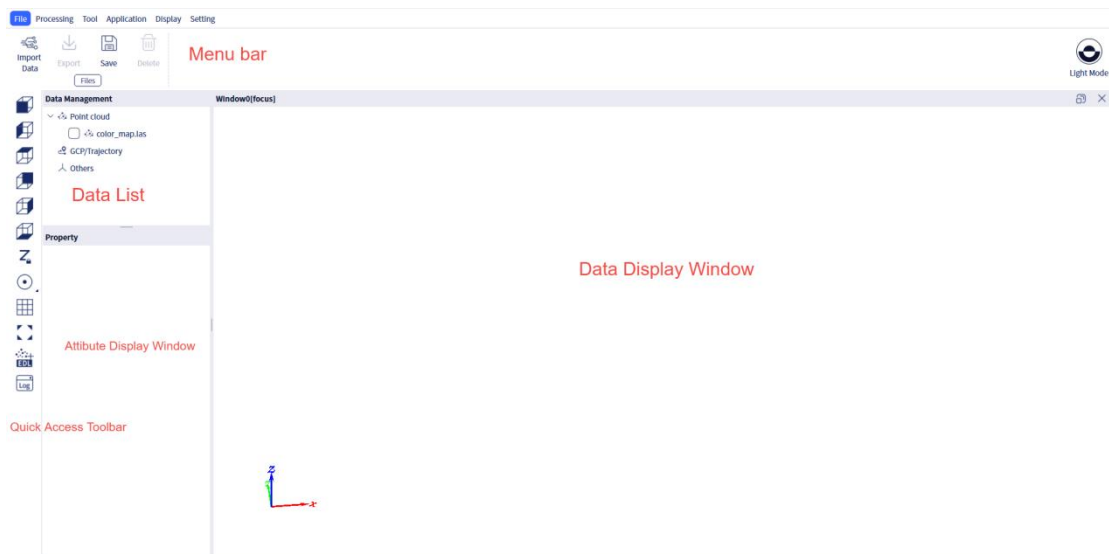 File Processing Tool Application Display Setting
Import Data
Export
Save
Delete
Files
Menu bar
Light Mode
Data Management
Window0[focus]
Point cloud
color_map.las
GCP/Trajectory
Others
Data List
Property
Z
Data Display Window
Attibute Display Window
EDL
Log
Quick Access Toolbar
z
x